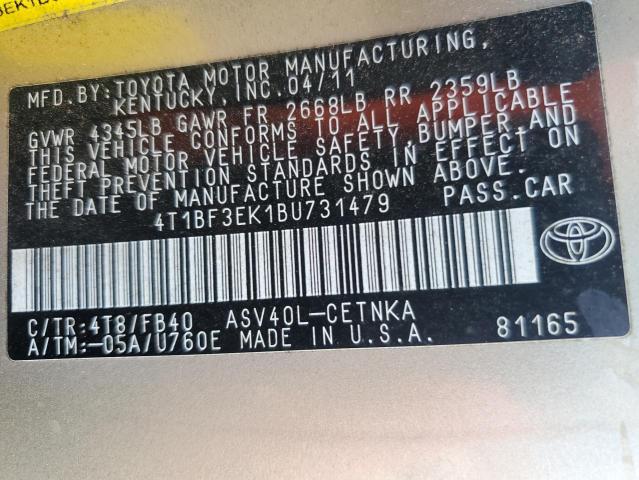 MFD.BY:TOYOTA MOTOR MANUFACTURING,
KENTUCKY,INC.04/11
GVWR 4345LB GAWR FR 2668LB RR 2359LB
THIS VEHICLE CONFORMS TO ALL APPLICABLE
FEDERAL MOTOR VEHICLE SAFETY,BUMPER,AND
THEFT PREVENTION STANDARDS IN EFFECT ON
THE DATE OF MANUFACTURE SHOWN ABOVE.
4T1BF3EK1BU731479 PASS.CAR
C/TR:4T8/FB40 ASV40L-CETNKA
A/TM:-05A/U760E MADE IN U.S.A. 81165